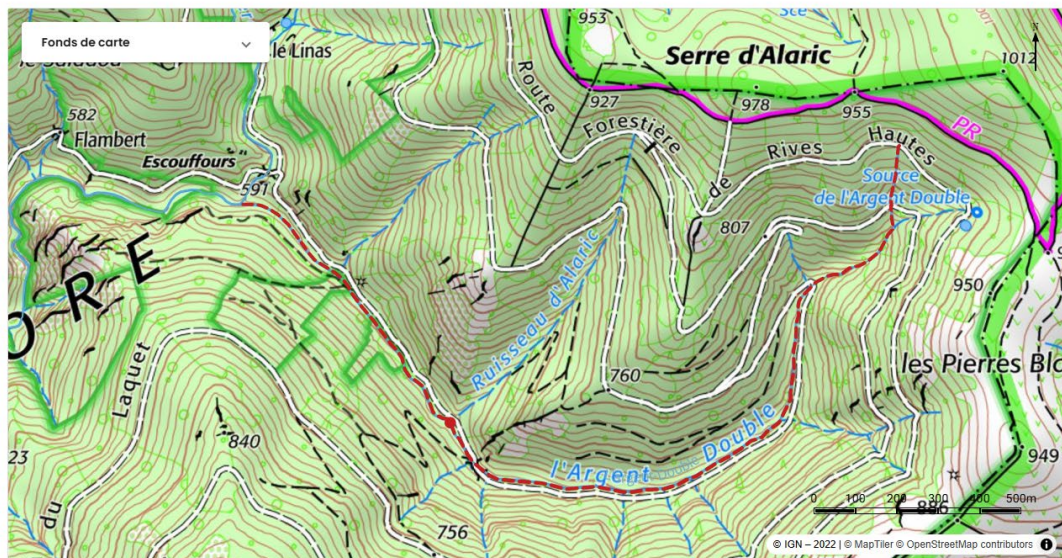 Fonds de carte
953
Sce
le Linas
Serre d'Alaric
1012
Route
927
978
955
582
Flambert
Forestière
Hautes
PR
Escouffours
Rives
591
de
Source
de l'Argent Double
807
O R E
Ruisseau d'Alaric
950
les Pierres Blo
Laquet
760
840
l'Argent Double
23
949
du
756
886
0 100 200 300 400 500m
© IGN – 2022 | © MapTiler © OpenStreetMap contributors
N